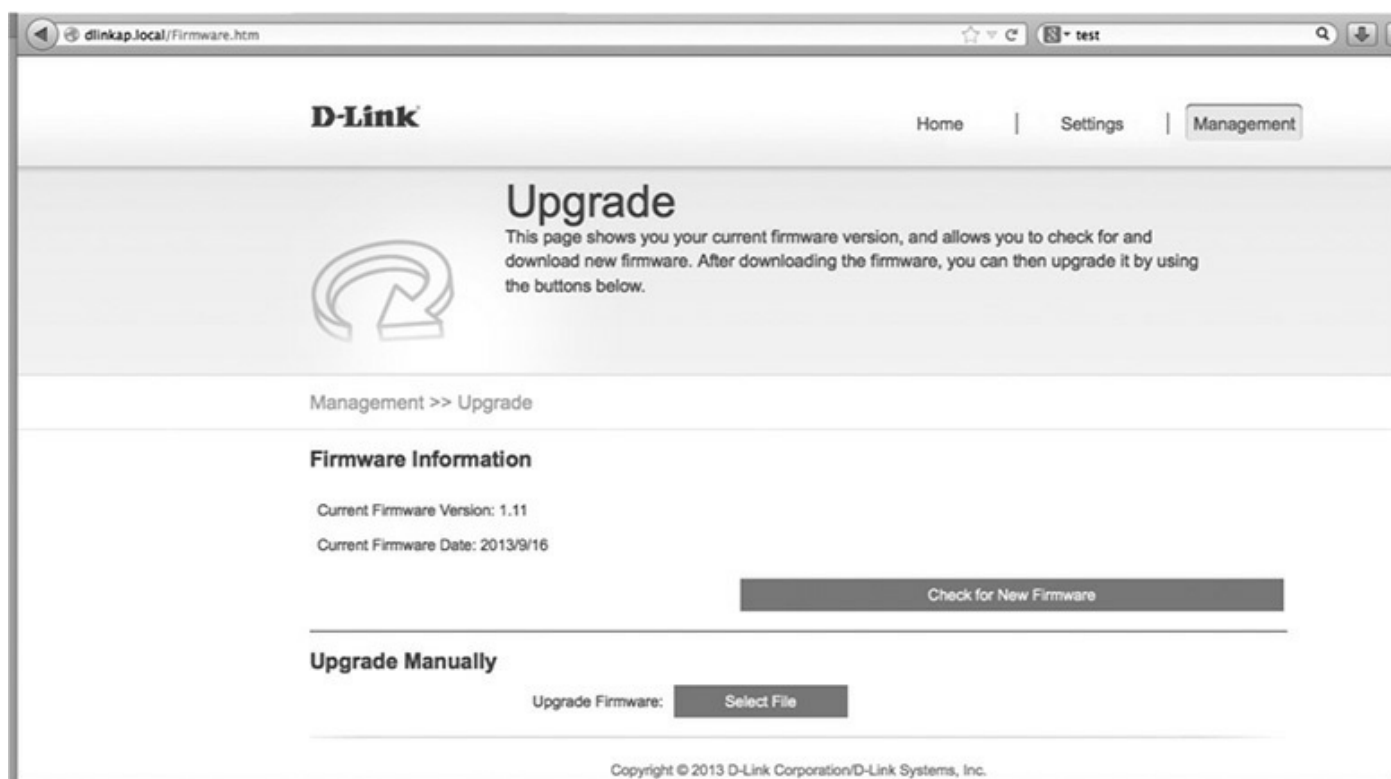 dlinkap.local/Firmware.htm
test
D-Link
Home | Settings | Management
Upgrade
This page shows you your current firmware version, and allows you to check for and
download new firmware. After downloading the firmware, you can then upgrade it by using
the buttons below.
Management >> Upgrade
Firmware Information
Current Firmware Version: 1.11
Current Firmware Date: 2013/9/16
Check for New Firmware
Upgrade Manually
Upgrade Firmware: Select File
Copyright © 2013 D-Link Corporation/D-Link Systems, Inc.